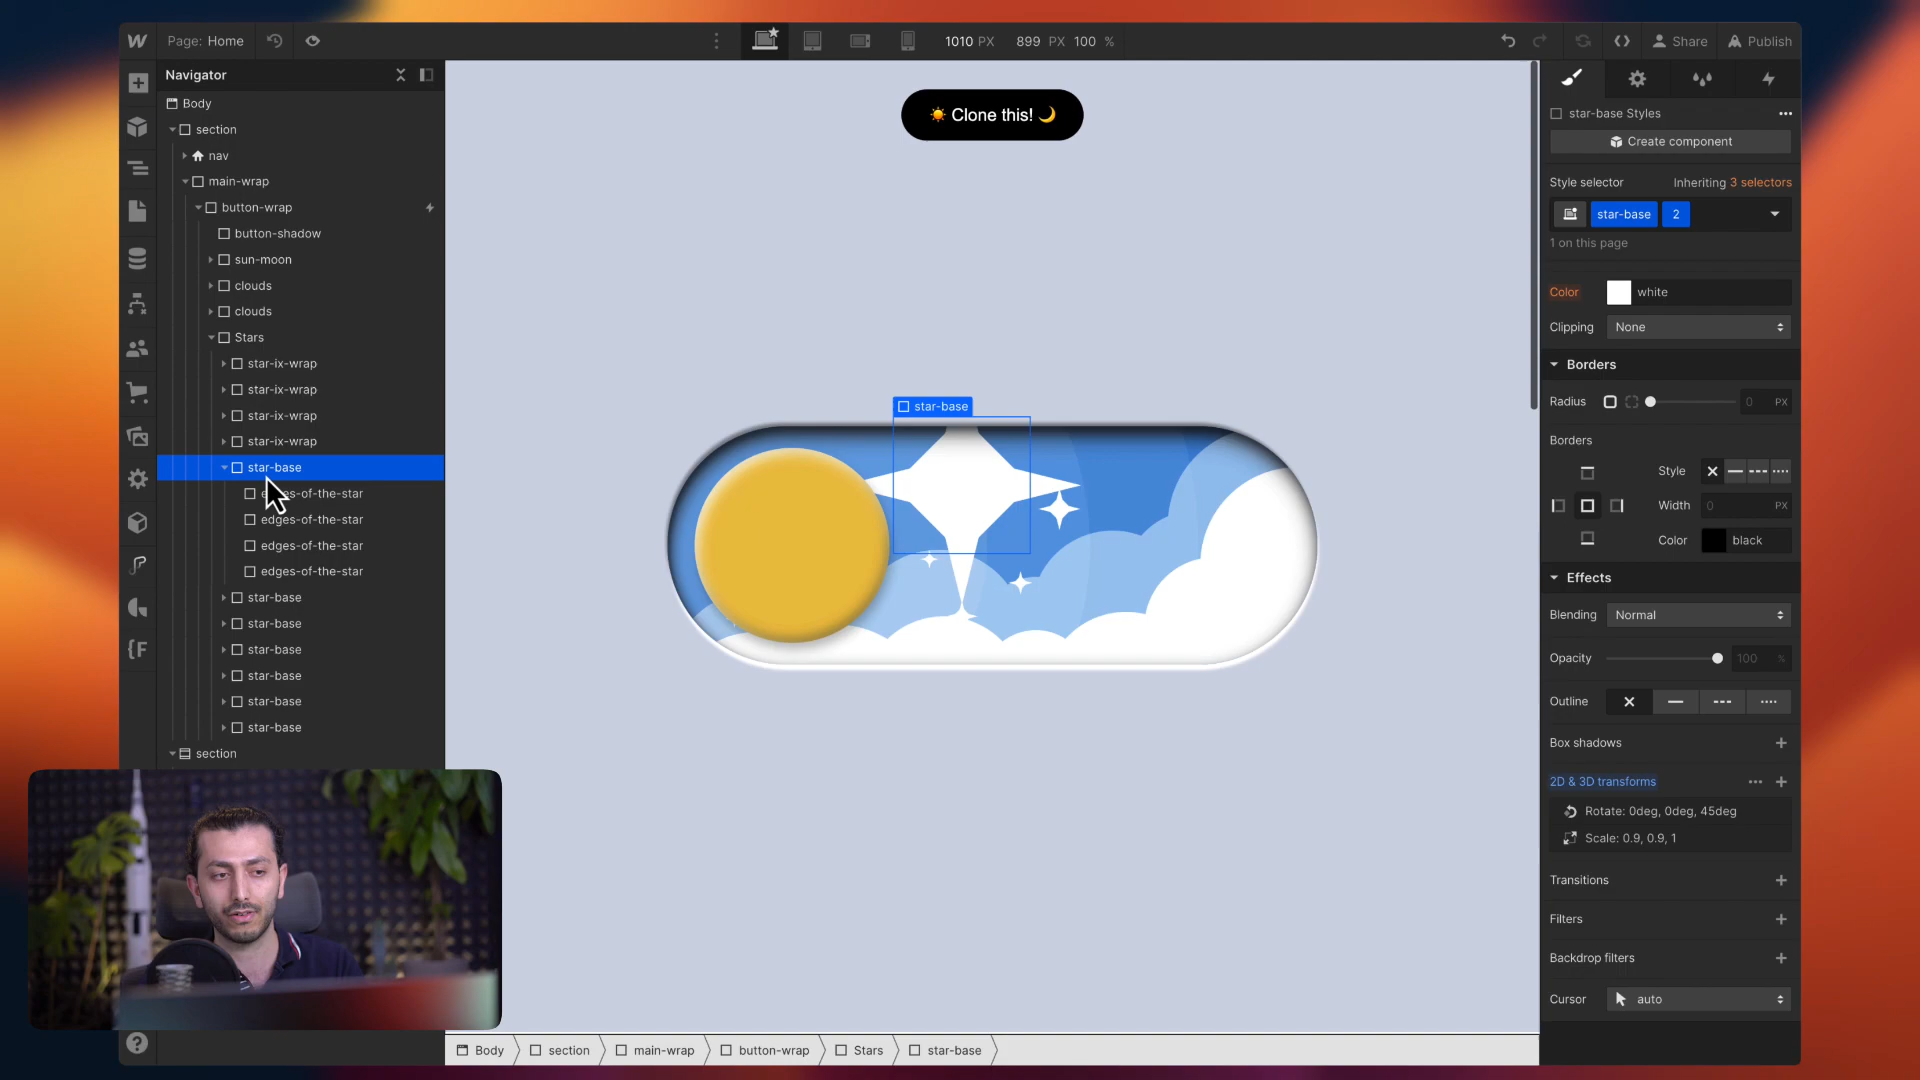 Page: Home
1010 PX 899 PX 100 %
Share
Publish
Navigator
Body
section
nav
main-wrap
button-wrap
button-shadow
sun-moon
clouds
clouds
Stars
star-ix-wrap
star-ix-wrap
star-ix-wrap
star-ix-wrap
star-base
edges-of-the-star
edges-of-the-star
edges-of-the-star
edges-of-the-star
star-base
star-base
star-base
star-base
star-base
star-base
section
Clone this!
star-base
Body
section
main-wrap
button-wrap
Stars
star-base
star-base Styles
Create component
Style selector
Inheriting 3 selectors
star-base 2
1 on this page
Color white
Clipping None
Borders
Radius 0 PX
Borders
Style
Width 0 PX
Color black
Effects
Blending Normal
Opacity 100 %
Outline
Box shadows
2D & 3D transforms
Rotate: 0deg, 0deg, 45deg
Scale: 0.9, 0.9, 1
Transitions
Filters
Backdrop filters
Cursor auto